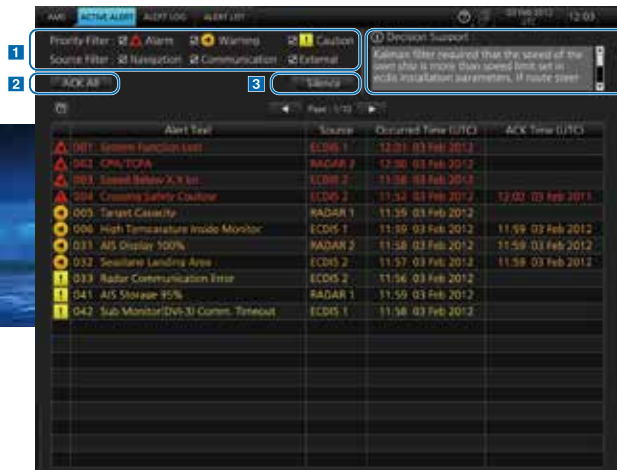 AMS ACTIVE ALERT ALERT LOG ALERT LIST 03 Feb 2012 UTC 12:03
1 Priority Filter Alarm Warning Caution
Source Filter Navigation Communication External
Decision Support
Kalman filter required that the speed of the
own ship is more than speed limit set in
ecdis installation parameters. If route steer
2 ACK All 3 Silence
Page 1/10
Alert Text Source Occurred Time (UTC) ACK Time (UTC)
001 System Function Lost ECDIS 1 12:01 03 Feb 2012
002 CPA/TCPA RADAR 2 12:00 03 Feb 2012
003 Speed Below X.X kn ECDIS 2 11:58 03 Feb 2012
004 Crossing Safety Contour ECDIS 2 11:52 03 Feb 2012 12:02 03 Feb 2011
005 Target Capacity RADAR 1 11:59 03 Feb 2012
006 High Temperature Inside Monitor ECDIS 1 11:59 03 Feb 2012 11:59 03 Feb 2012
031 AIS Display 100% RADAR 2 11:58 03 Feb 2012 11:59 03 Feb 2012
032 Seaplane Landing Area ECDIS 2 11:57 03 Feb 2012 11:58 03 Feb 2012
033 Radar Communication Error ECDIS 2 11:56 03 Feb 2012
041 AIS Storage 95% RADAR 1 11:59 03 Feb 2012
042 Sub Monitor(DVI-3) Comm. Timeout ECDIS 1 11:58 03 Feb 2012